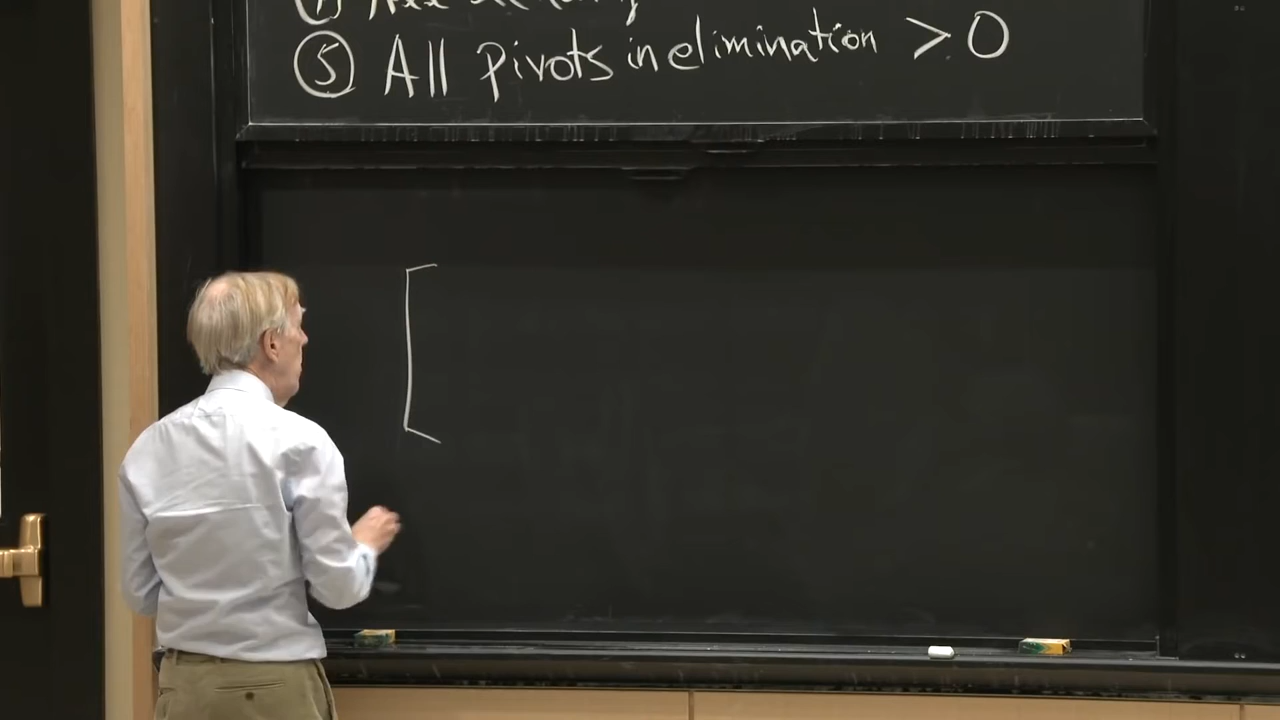 ⑤ All pivots in elimination > 0